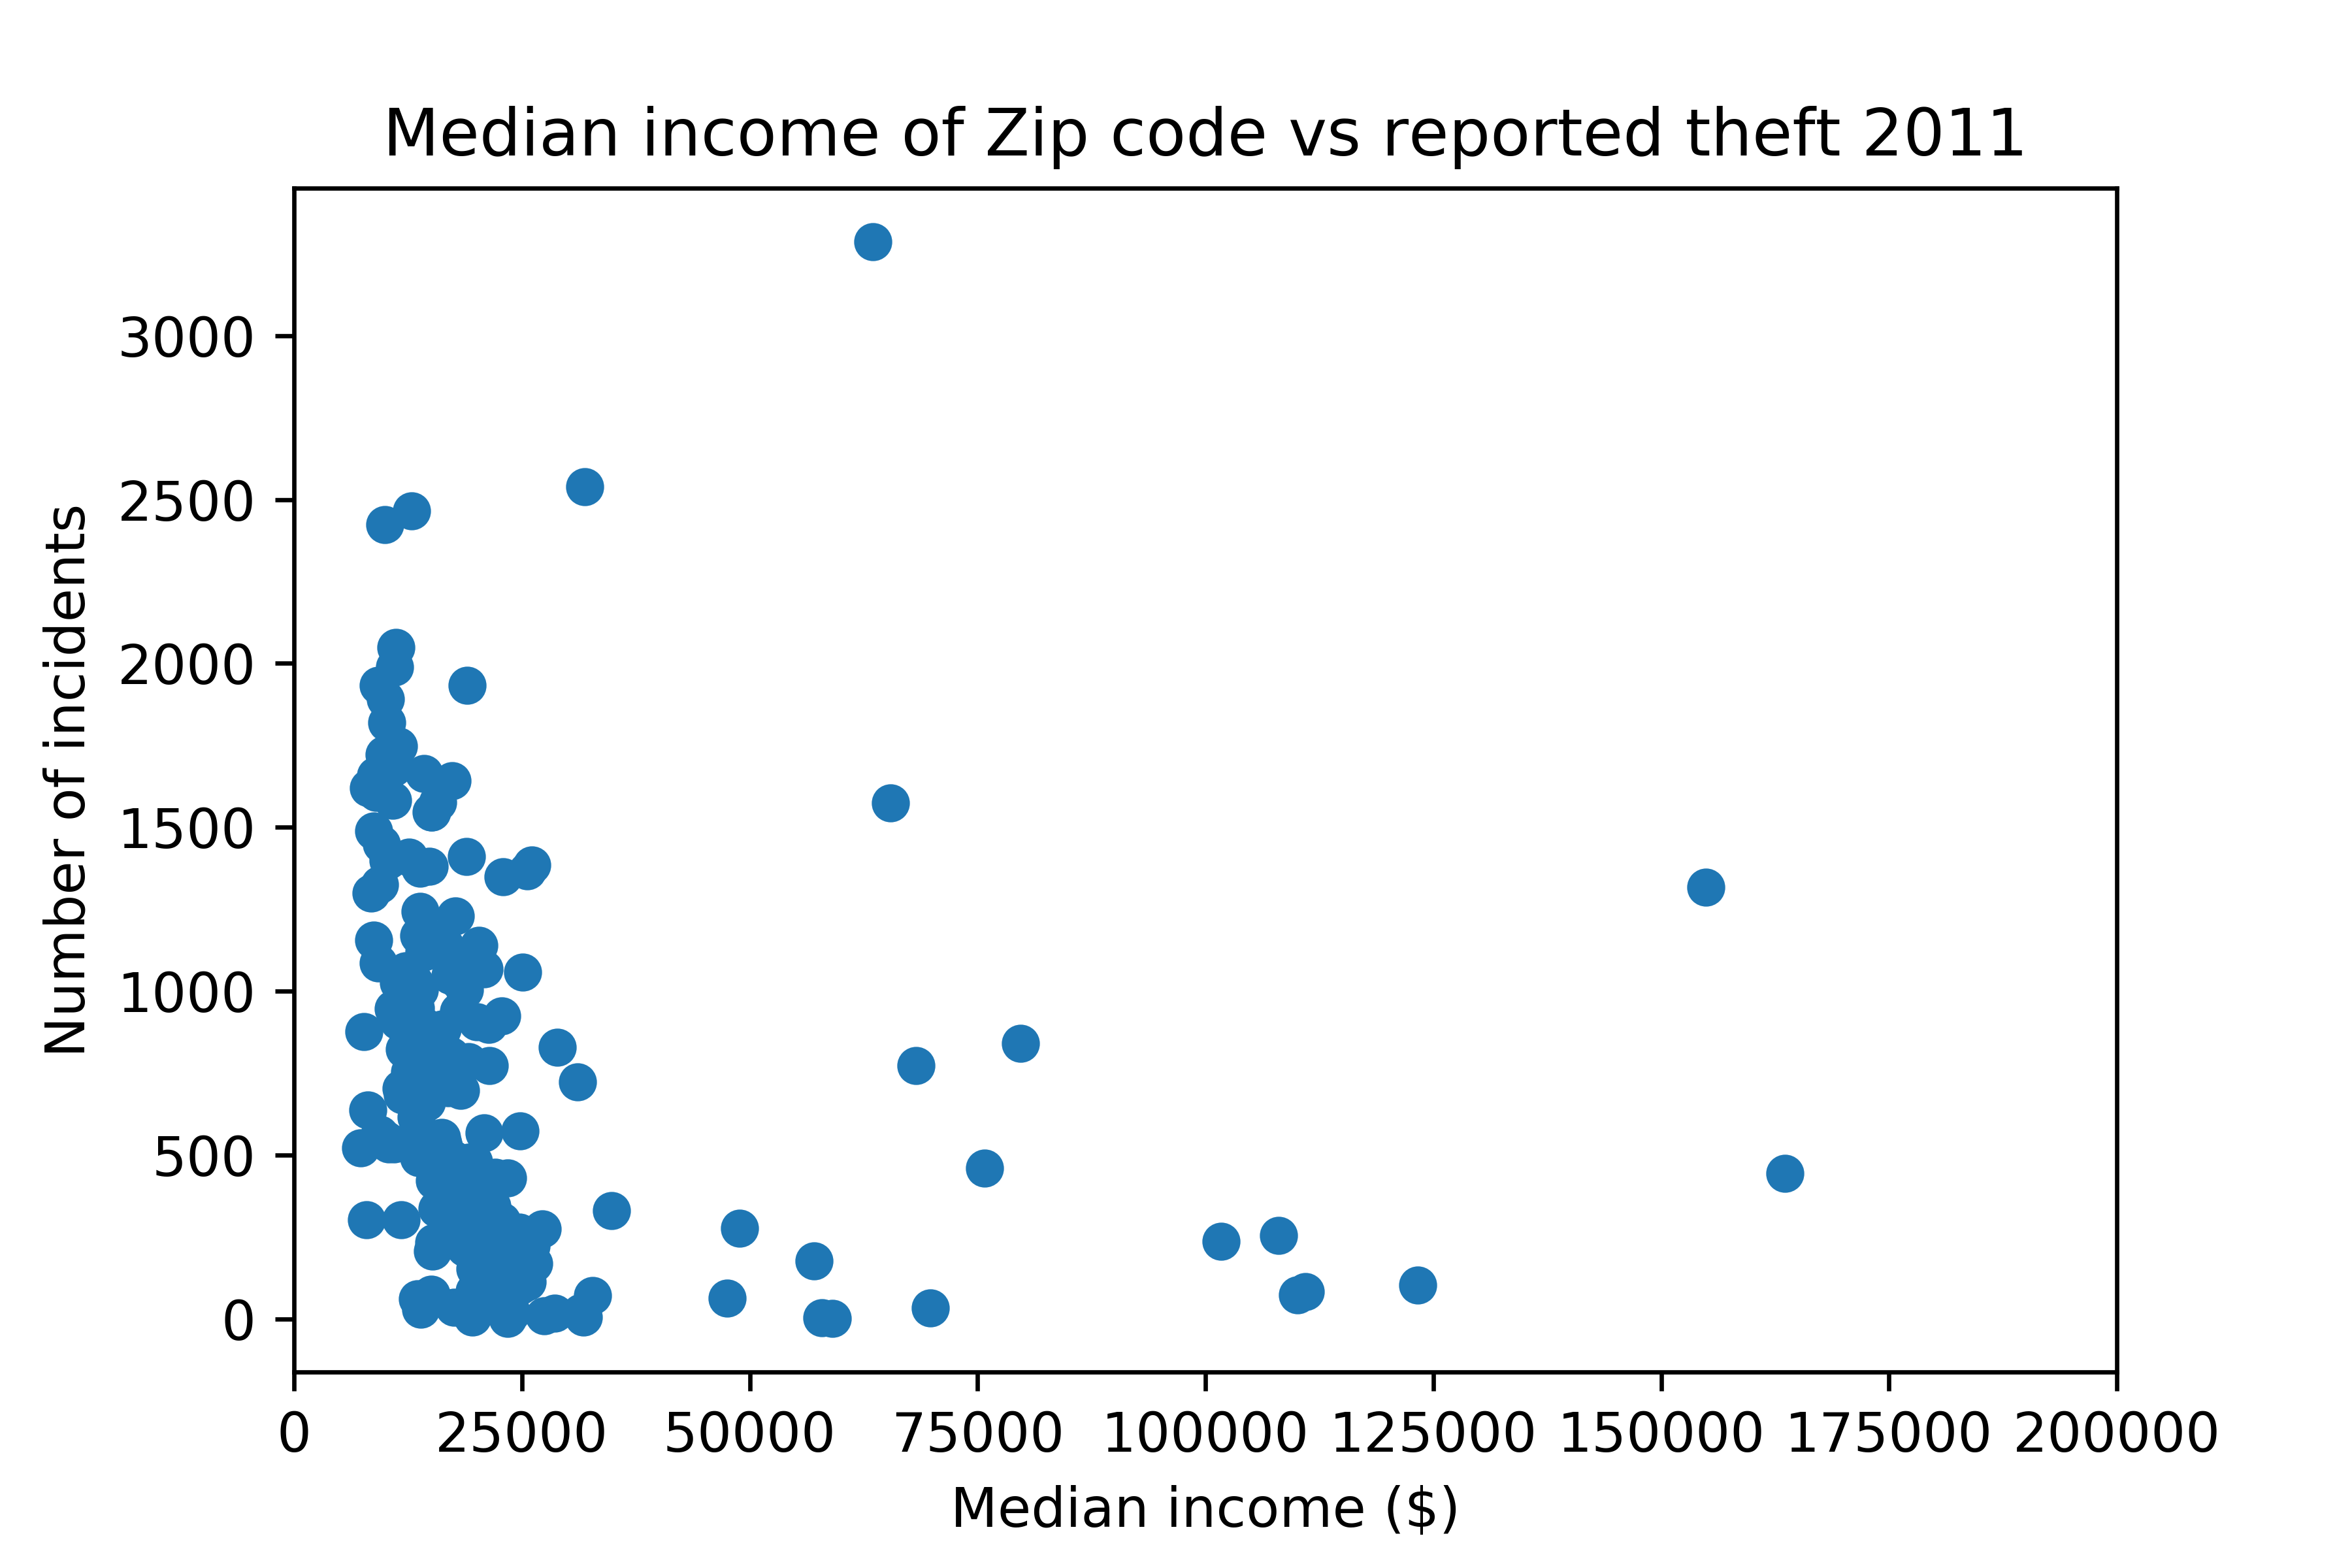 Median income of Zip code vs reported theft 2011
Number of incidents
3000
2500
2000
1500
1000
500
0
0 25000 50000 75000 100000 125000 150000 175000 200000
Median income ($)